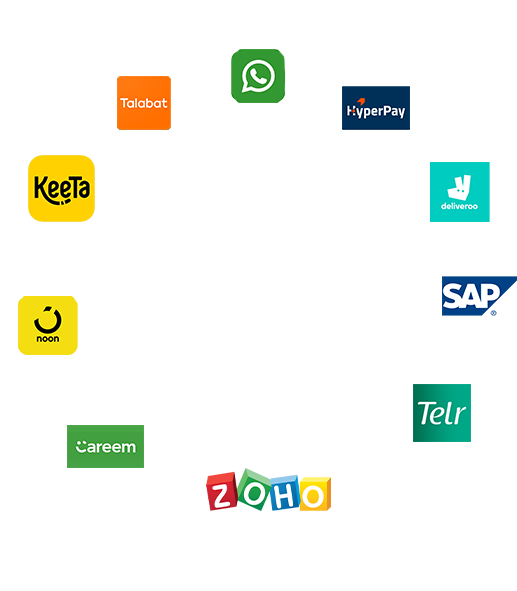 Talabat
HyperPay
KeeTa
deliveroo
SAP
®
noon
Telr
Careem
ZOHO